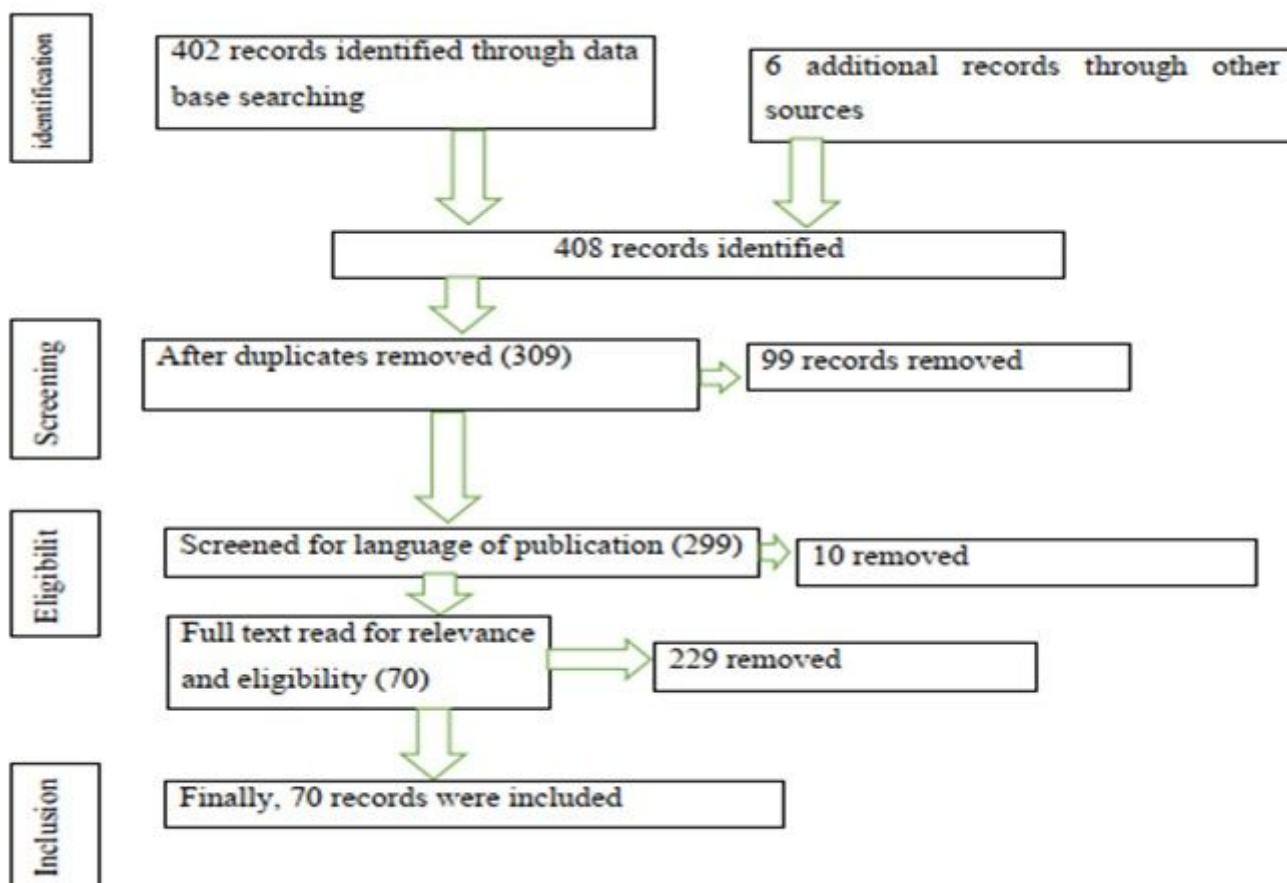 identification
402 records identified through data
base searching
6 additional records through other
sources
408 records identified
Screening
After duplicates removed (309)
99 records removed
Eligibilit
Screened for language of publication (299)
10 removed
Full text read for relevance
and eligibility (70)
229 removed
Inclusion
Finally, 70 records were included